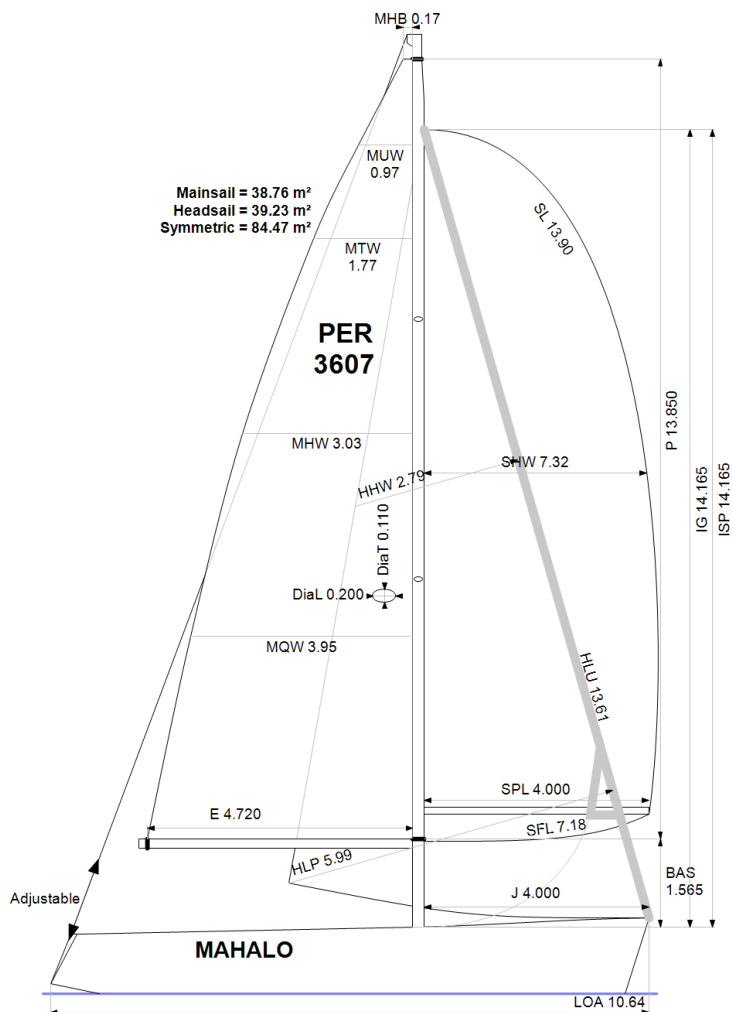 MHB 0.17
MUW
0.97
Mainsail = 38.76 m²
Headsail = 39.23 m²
Symmetric = 84.47 m²
SL 13.90
MTW
1.77
PER
3607
P 13.850
MHW 3.03
SHW 7.32
HHW 2.79
IG 14.165
ISP 14.165
DiaT 0.110
DiaL 0.200
MQW 3.95
HLU 13.61
SPL 4.000
E 4.720
SFL 7.18
HLP 5.99
BAS
1.565
J 4.000
Adjustable
MAHALO
LOA 10.64